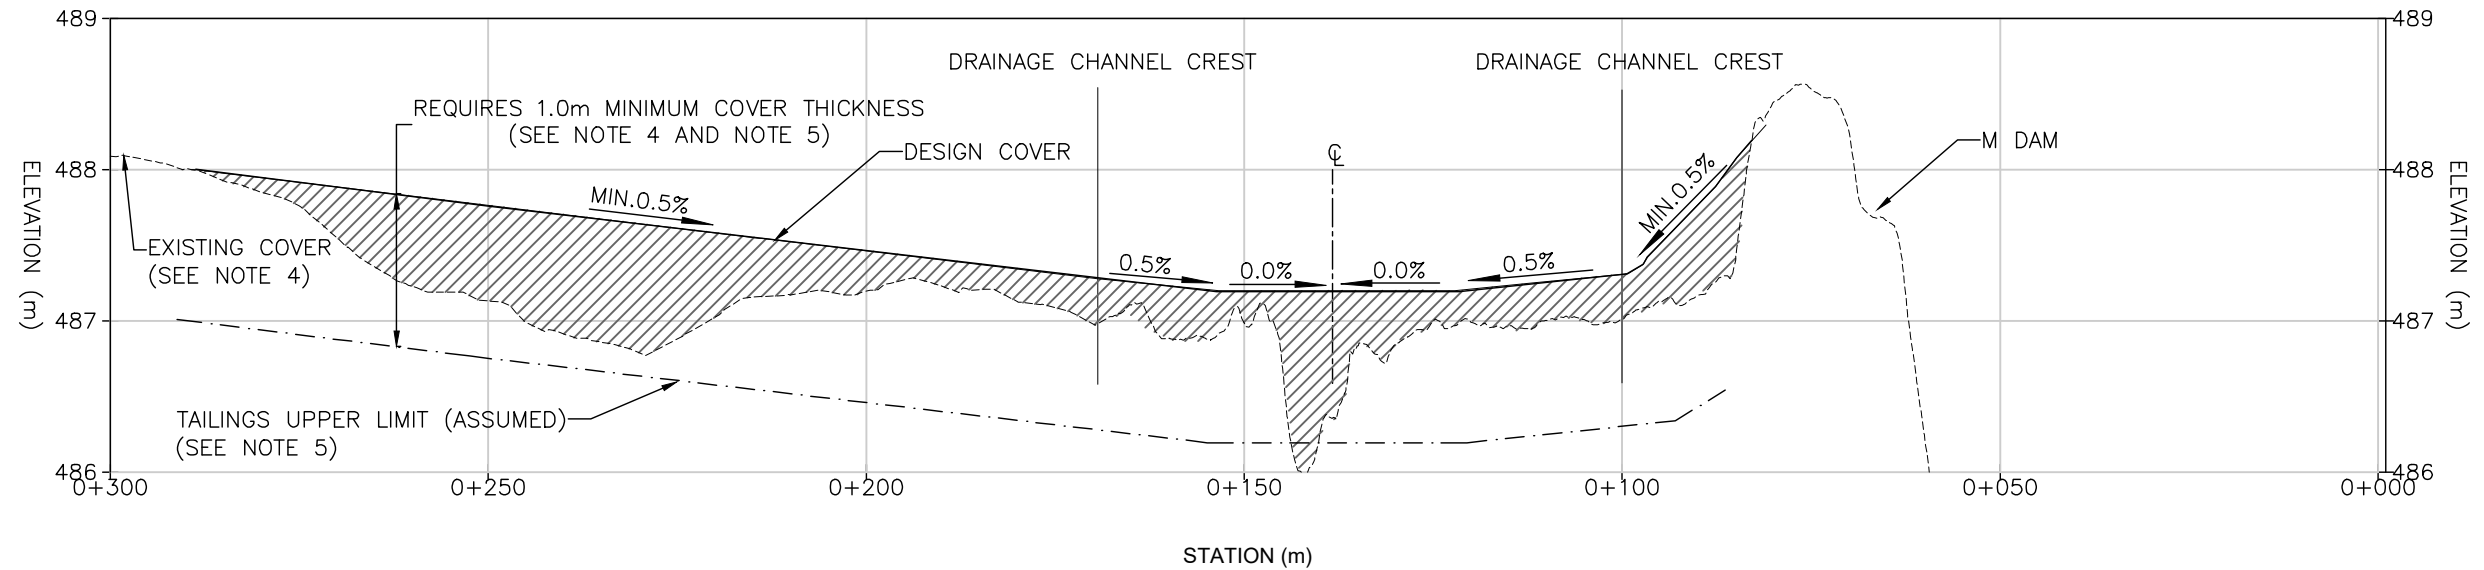 489
489
DRAINAGE CHANNEL CREST
DRAINAGE CHANNEL CREST
REQUIRES 1.0m MINIMUM COVER THICKNESS
(SEE NOTE 4 AND NOTE 5)
DESIGN COVER
℄
M DAM
488
488
MIN.0.5%
MIN.0.5%
ELEVATION (m)
ELEVATION (m)
EXISTING COVER
(SEE NOTE 4)
0.5%
0.0%
0.0%
0.5%
487
487
TAILINGS UPPER LIMIT (ASSUMED)
(SEE NOTE 5)
486
486
0+300
0+250
0+200
0+150
0+100
0+050
0+000
STATION (m)